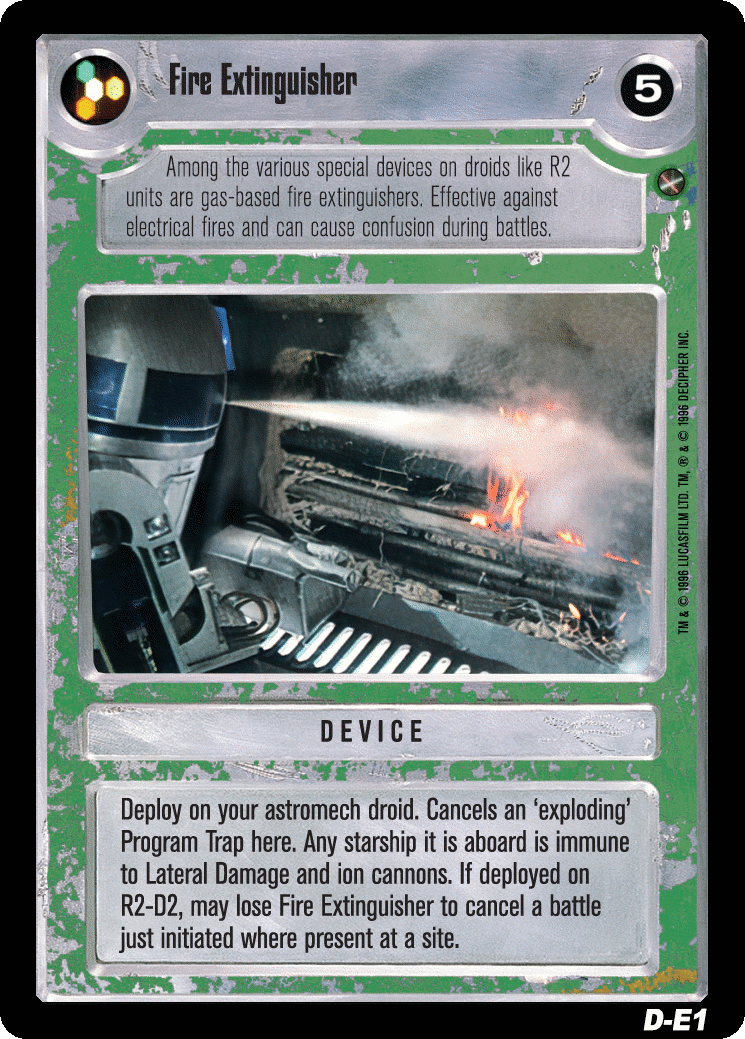 Fire Extinguisher
5
Among the various special devices on droids like R2
units are gas-based fire extinguishers. Effective against
electrical fires and can cause confusion during battles.
TM & © 1996 LUCASFILM LTD. TM, ® & © 1996 DECIPHER INC.
DEVICE
Deploy on your astromech droid. Cancels an ‘exploding’
Program Trap here. Any starship it is aboard is immune
to Lateral Damage and ion cannons. If deployed on
R2-D2, may lose Fire Extinguisher to cancel a battle
just initiated where present at a site.
D-E1